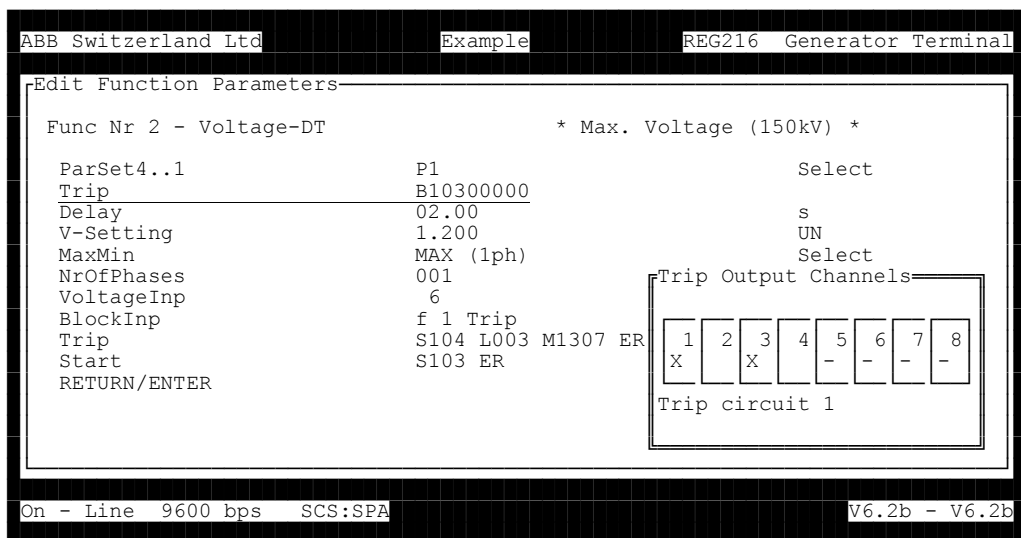 ABB Switzerland Ltd Example REG216 Generator Terminal
Edit Function Parameters
Func Nr 2 - Voltage-DT * Max. Voltage (150kV) *
ParSet4..1 P1 Select
Trip B10300000
Delay 02.00 s
V-Setting 1.200 UN
MaxMin MAX (1ph) Select
NrOfPhases 001
VoltageInp 6
BlockInp f 1 Trip
Trip S104 L003 M1307 ER
Start S103 ER
RETURN/ENTER
Trip Output Channels
1 2 3 4 5 6 7 8
X X - - - -
Trip circuit 1
On - Line 9600 bps SCS:SPA V6.2b - V6.2b